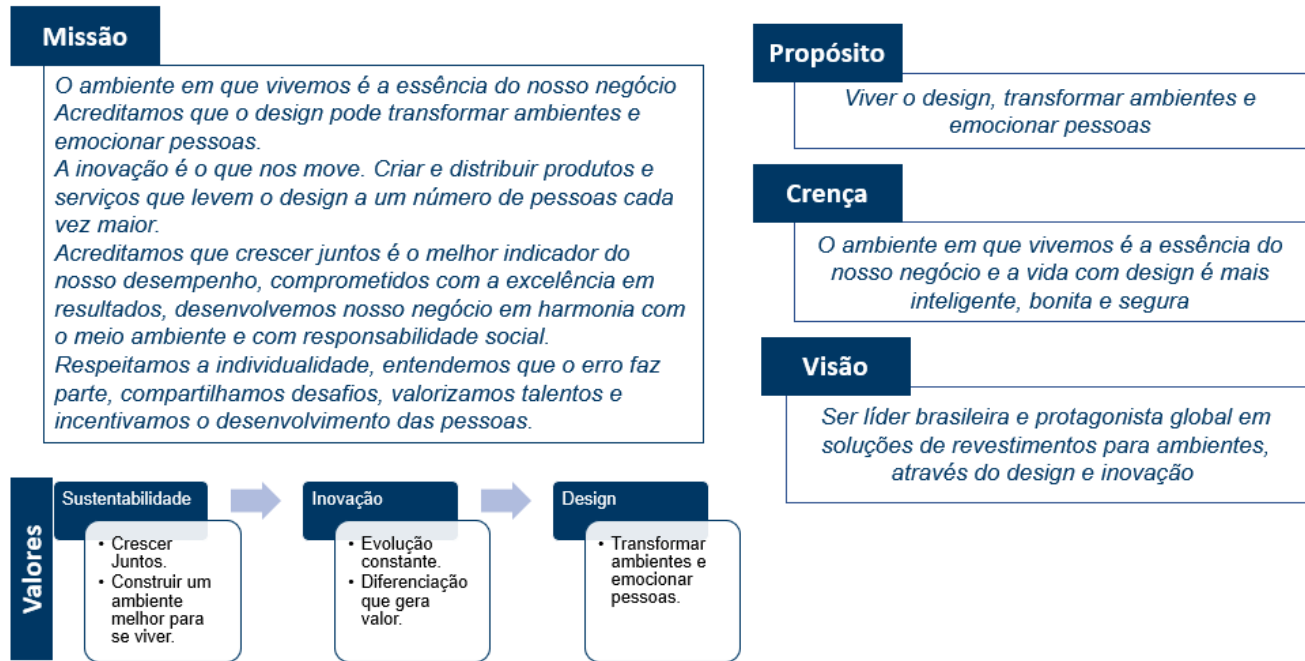 Missão
O ambiente em que vivemos é a essência do nosso negócio
Acreditamos que o design pode transformar ambientes e
emocionar pessoas.
A inovação é o que nos move. Criar e distribuir produtos e
serviços que levem o design a um número de pessoas cada
vez maior.
Acreditamos que crescer juntos é o melhor indicador do
nosso desempenho, comprometidos com a excelência em
resultados, desenvolvemos nosso negócio em harmonia com
o meio ambiente e com responsabilidade social.
Respeitamos a individualidade, entendemos que o erro faz
parte, compartilhamos desafios, valorizamos talentos e
incentivamos o desenvolvimento das pessoas.
Propósito
Viver o design, transformar ambientes e
emocionar pessoas
Crença
O ambiente em que vivemos é a essência do
nosso negócio e a vida com design é mais
inteligente, bonita e segura
Visão
Ser líder brasileira e protagonista global em
soluções de revestimentos para ambientes,
através do design e inovação
Valores
Sustentabilidade
• Crescer
Juntos.
• Construir um
ambiente
melhor para
se viver.
Inovação
• Evolução
constante.
• Diferenciação
que gera
valor.
Design
• Transformar
ambientes e
emocionar
pessoas.